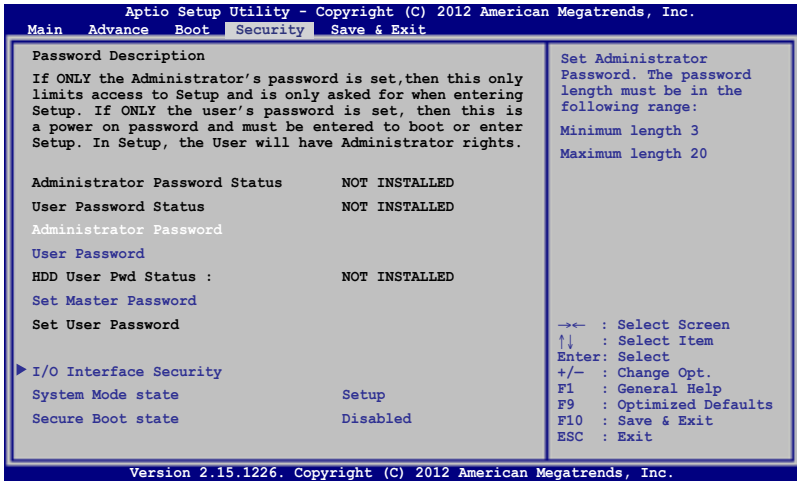 Aptio Setup Utility - Copyright (C) 2012 American Megatrends, Inc.
Main Advance Boot Security Save & Exit
Password Description
If ONLY the Administrator's password is set,then this only
limits access to Setup and is only asked for when entering
Setup. If ONLY the user's password is set, then this is
a power on password and must be entered to boot or enter
Setup. In Setup, the User will have Administrator rights.
Administrator Password Status NOT INSTALLED
User Password Status NOT INSTALLED
Administrator Password
User Password
HDD User Pwd Status : NOT INSTALLED
Set Master Password
Set User Password
I/O Interface Security
System Mode state Setup
Secure Boot state Disabled
Set Administrator
Password. The password
length must be in the
following range:
Minimum length 3
Maximum length 20
→← : Select Screen
↑↓ : Select Item
Enter: Select
+/— : Change Opt.
F1 : General Help
F9 : Optimized Defaults
F10 : Save & Exit
ESC : Exit
Version 2.15.1226. Copyright (C) 2012 American Megatrends, Inc.